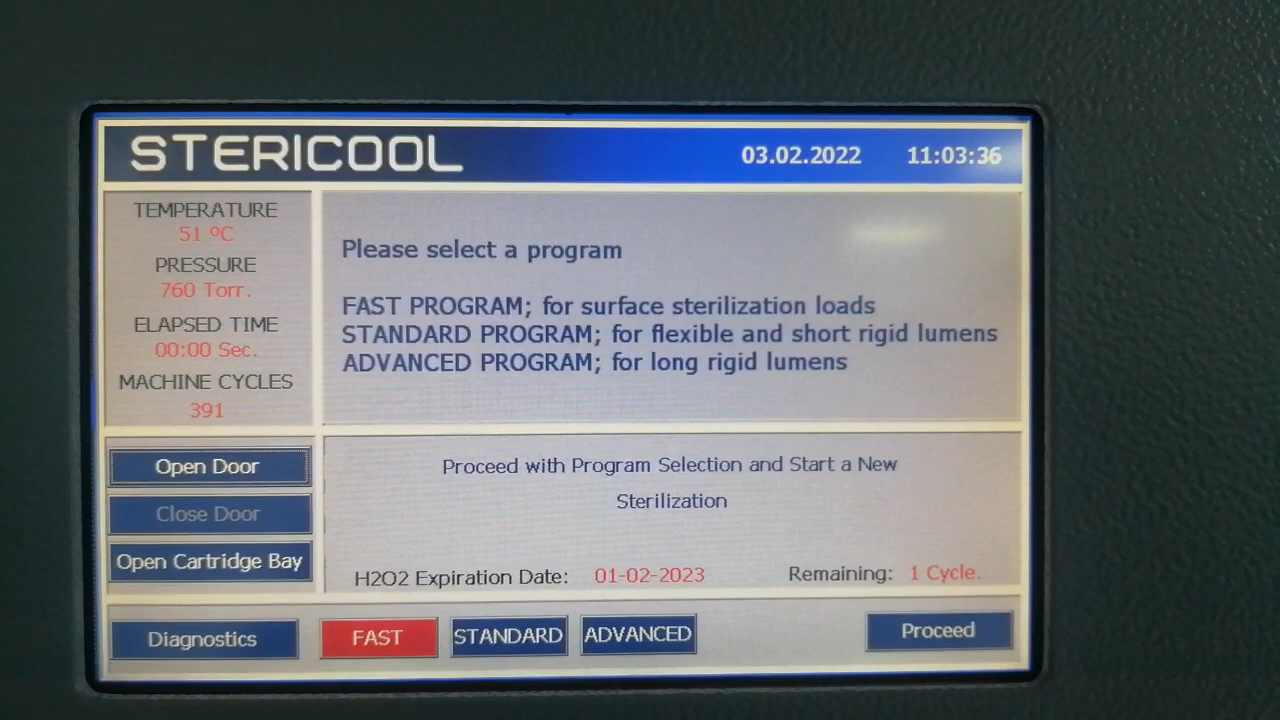 STERICOOL
03.02.2022 11:03:36
TEMPERATURE
51 ºC
PRESSURE
760 Torr.
ELAPSED TIME
00:00 Sec.
MACHINE CYCLES
391
Please select a program
FAST PROGRAM; for surface sterilization loads
STANDARD PROGRAM; for flexible and short rigid lumens
ADVANCED PROGRAM; for long rigid lumens
Open Door
Close Door
Open Cartridge Bay
Proceed with Program Selection and Start a New
Sterilization
H2O2 Expiration Date: 01-02-2023 Remaining: 1 Cycle.
Diagnostics FAST STANDARD ADVANCED Proceed